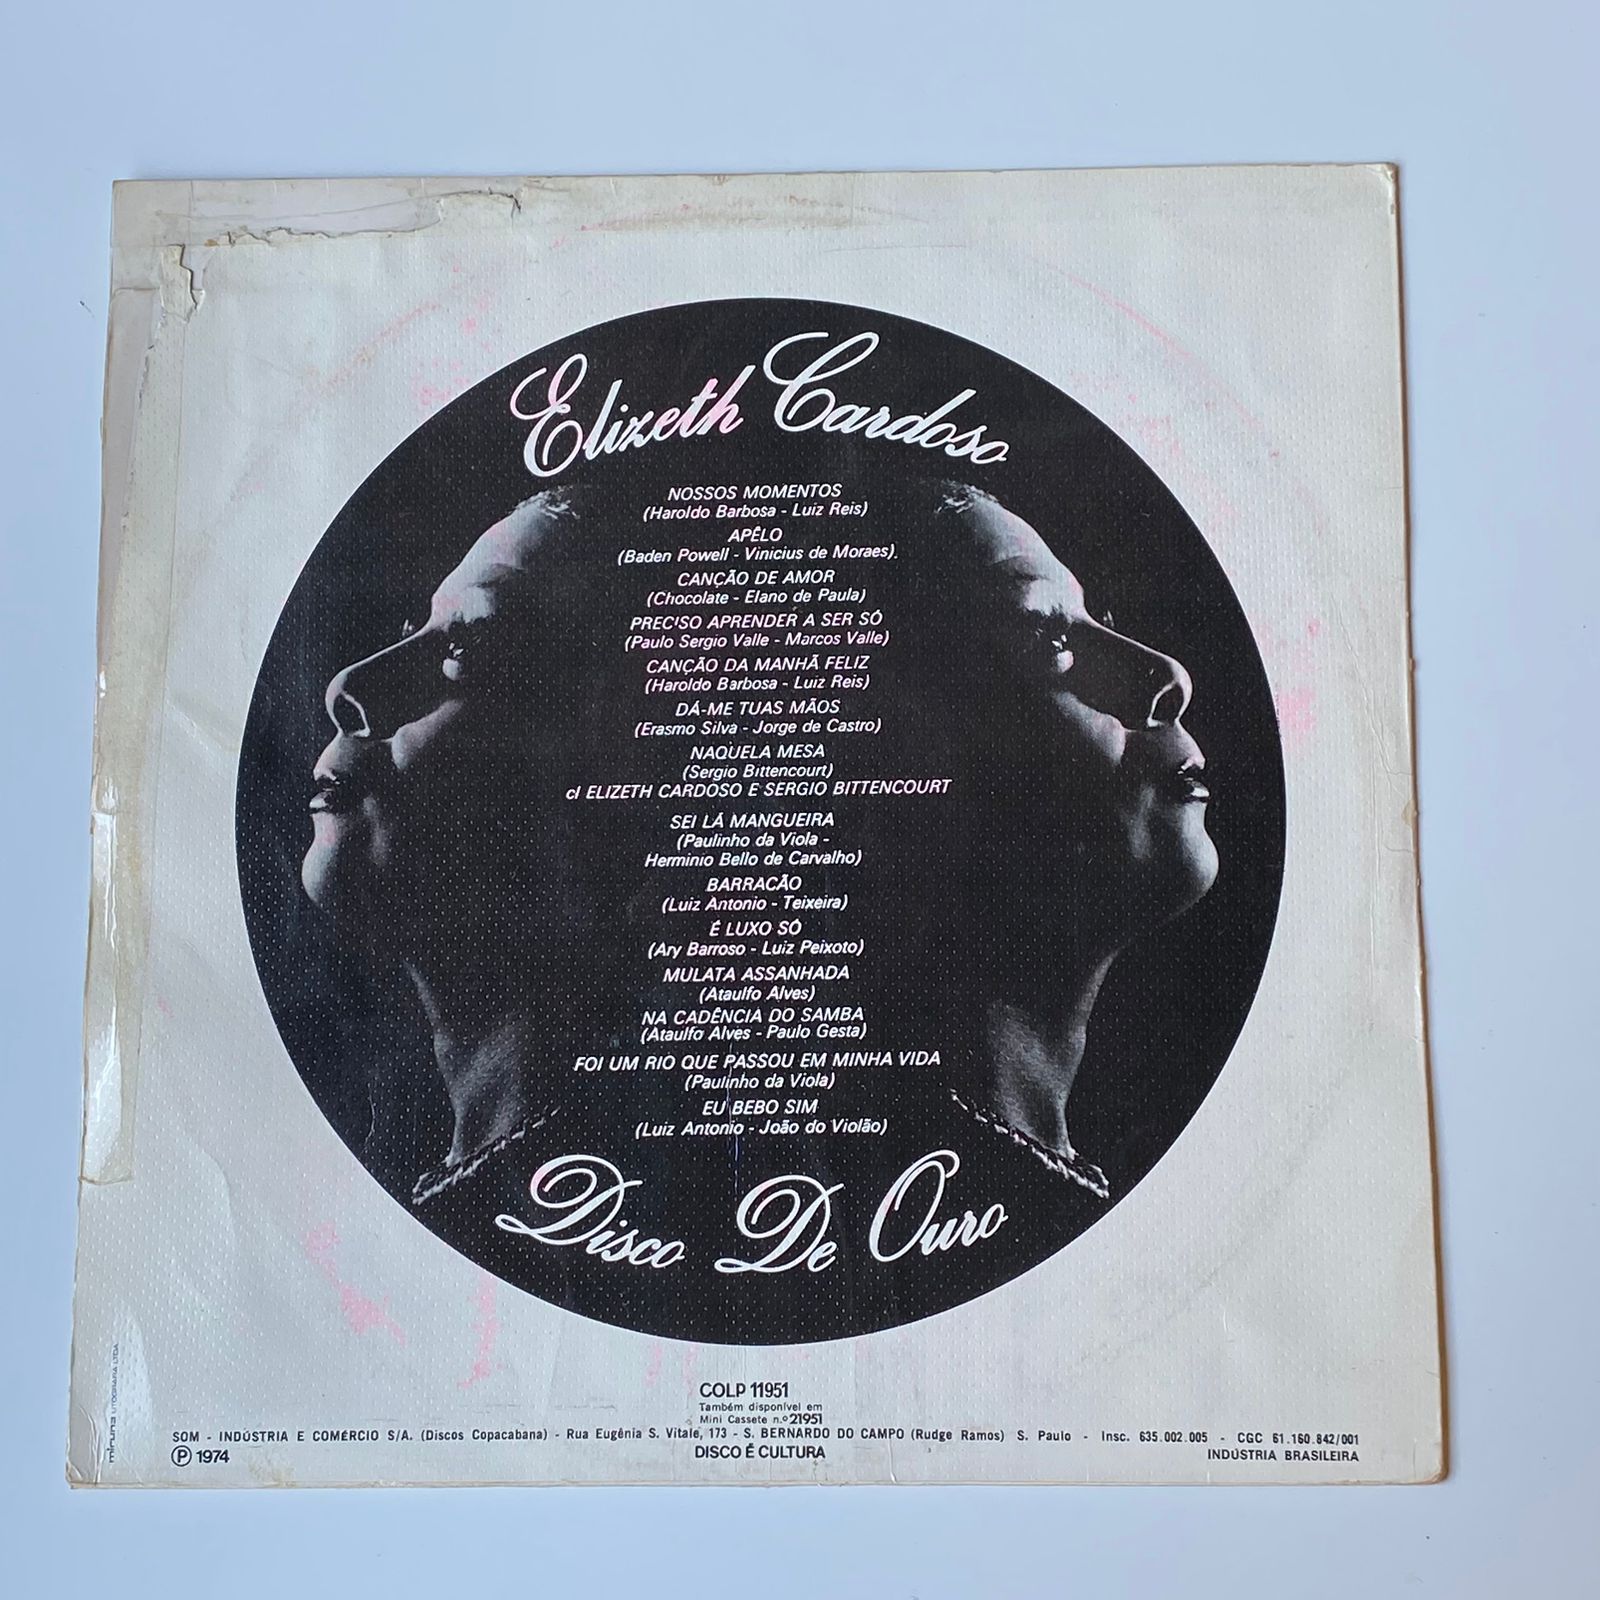 Elizeth Cardoso
NOSSOS MOMENTOS
(Haroldo Barbosa - Luiz Reis)
APÊLO
(Baden Powell - Vinicius de Moraes).
CANÇÃO DE AMOR
(Chocolate - Elano de Paula)
PRECISO APRENDER A SER SÓ
(Paulo Sergio Valle - Marcos Valle)
CANÇÃO DA MANHÃ FELIZ
(Haroldo Barbosa - Luiz Reis)
DÁ-ME TUAS MÃOS
(Erasmo Silva - Jorge de Castro)
NAQUELA MESA
(Sergio Bittencourt)
c/ ELIZETH CARDOSO E SERGIO BITTENCOURT
SEI LÁ MANGUEIRA
(Paulinho da Viola -
Herminio Bello de Carvalho)
BARRACÃO
(Luiz Antonio - Teixeira)
É LUXO SÓ
(Ary Barroso - Luiz Peixoto)
MULATA ASSANHADA
(Ataulfo Alves)
NA CADÊNCIA DO SAMBA
(Ataulfo Alves - Paulo Gesta)
FOI UM RIO QUE PASSOU EM MINHA VIDA
(Paulinho da Viola)
EU BEBO SIM
(Luiz Antonio - João do Violão)
Disco De Ouro
COLP 11951
Também disponível em
Mini Cassete n.º 21951
SOM - INDÚSTRIA E COMÉRCIO S/A. (Discos Copacabana) - Rua Eugênia S. Vitale, 173 - S. BERNARDO DO CAMPO (Rudge Ramos) S. Paulo - Insc. 635.002.005 - CGC 61.160.842/001
Ⓟ 1974
DISCO É CULTURA
INDÚSTRIA BRASILEIRA